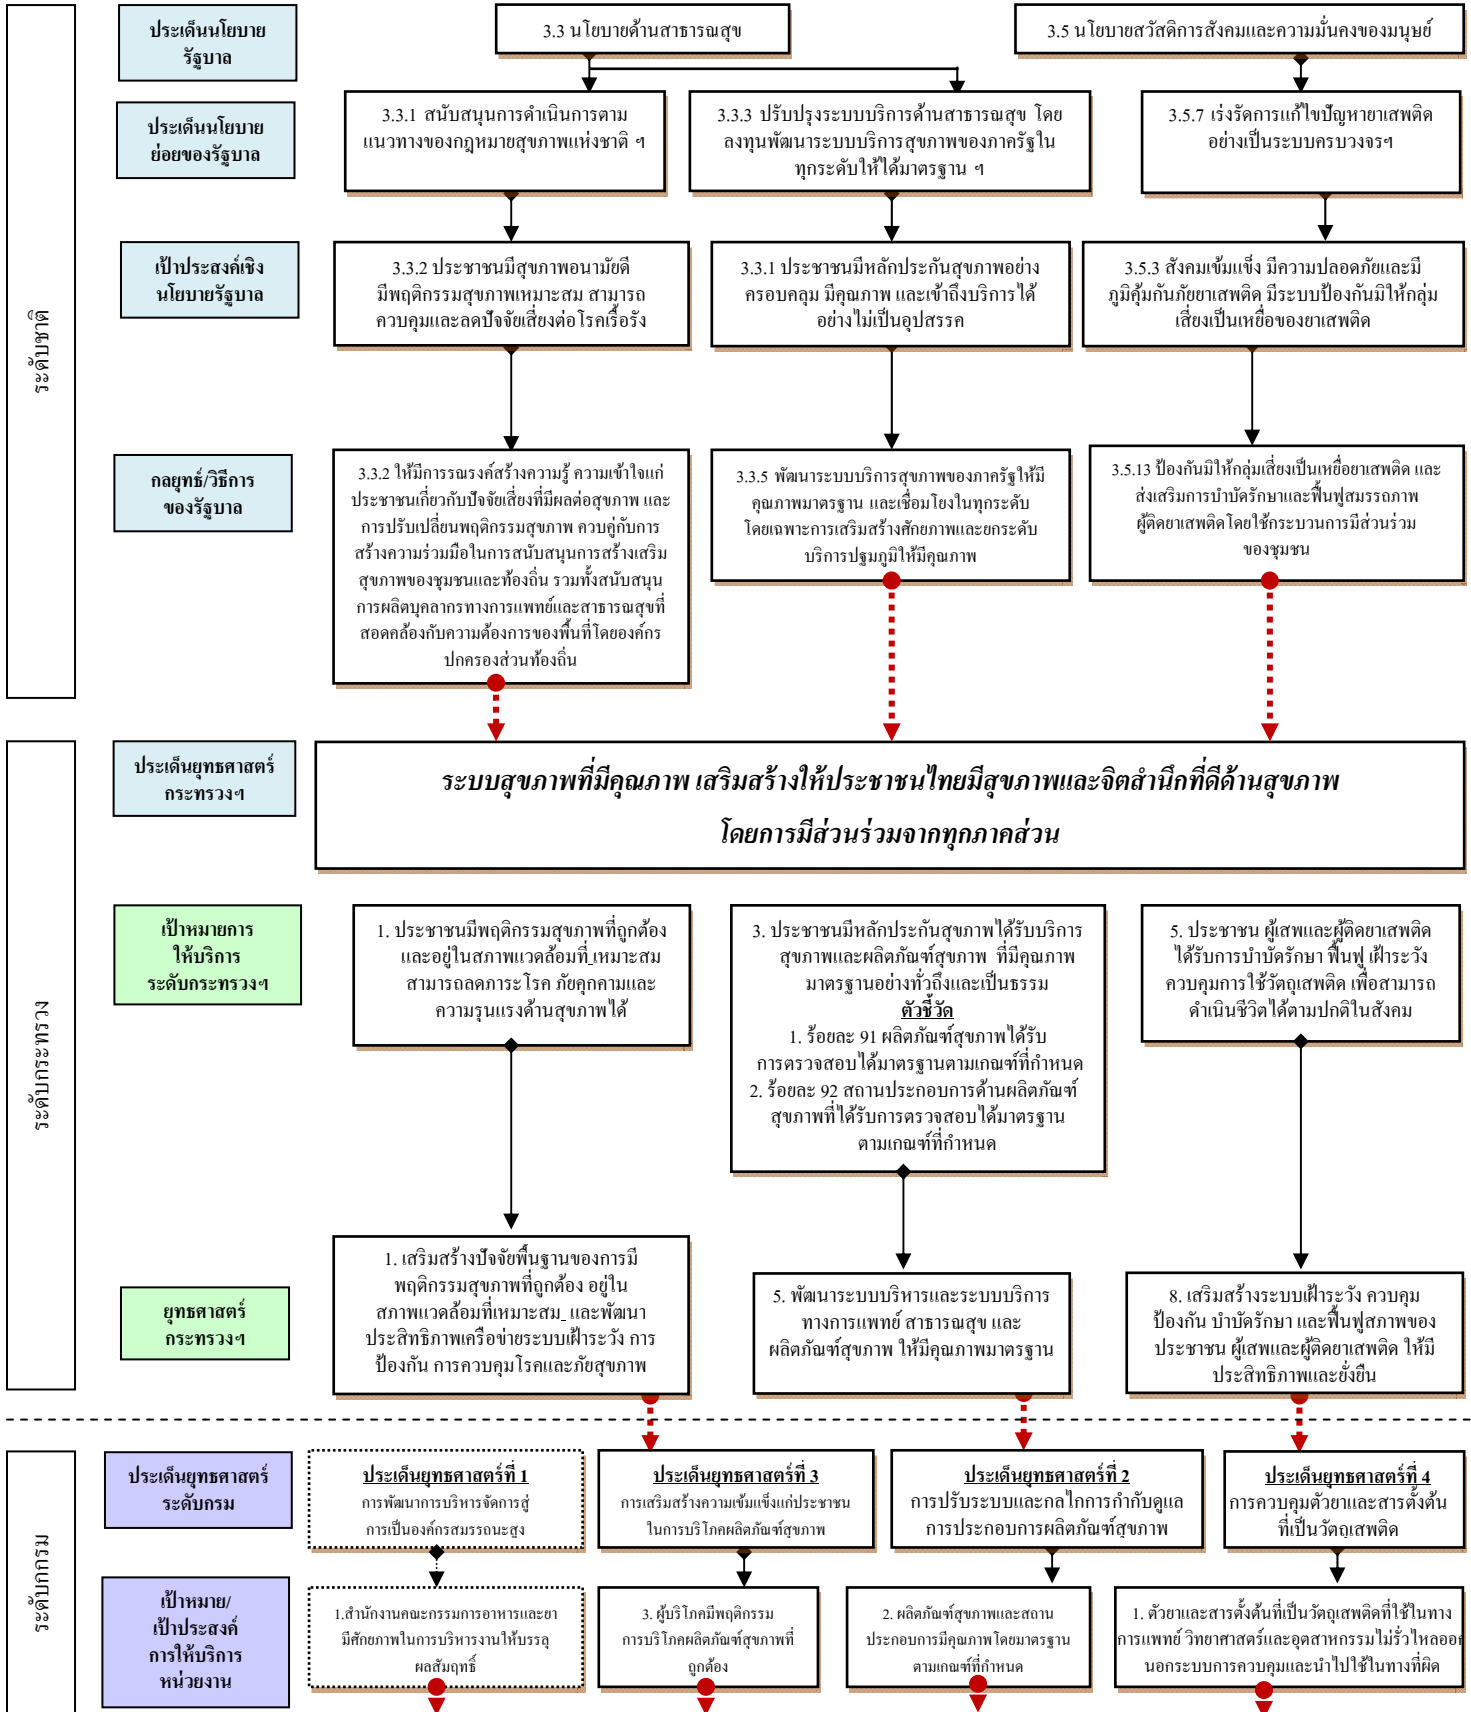 ระดับชาติ
ประเด็นนโยบาย
รัฐบาล
3.3 นโยบายด้านสาธารณสุข
3.5 นโยบายสวัสดิการสังคมและความมั่นคงของมนุษย์
ประเด็นนโยบาย
ย่อยของรัฐบาล
3.3.1 สนับสนุนการดำเนินการตาม
แนวทางของกฎหมายสุขภาพแห่งชาติ ฯ
3.3.3 ปรับปรุงระบบบริการด้านสาธารณสุข โดย
ลงทุนพัฒนาระบบบริการสุขภาพของภาครัฐใน
ทุกระดับให้ได้มาตรฐาน ฯ
3.5.7 เร่งรัดการแก้ไขปัญหายาเสพติด
อย่างเป็นระบบครบวงจรฯ
เป้าประสงค์เชิง
นโยบายรัฐบาล
3.3.2 ประชาชนมีสุขภาพอนามัยดี
มีพฤติกรรมสุขภาพเหมาะสม สามารถ
ควบคุมและลดปัจจัยเสี่ยงต่อโรคเรื้อรัง
3.3.1 ประชาชนมีหลักประกันสุขภาพอย่าง
ครอบคลุม มีคุณภาพ และเข้าถึงบริการได้
อย่างไม่เป็นอุปสรรค
3.5.3 สังคมเข้มแข็ง มีความปลอดภัยและมี
ภูมิคุ้มกันภัยยาเสพติด มีระบบป้องกันมิให้กลุ่ม
เสี่ยงเป็นเหยื่อของยาเสพติด
กลยุทธ์/วิธีการ
ของรัฐบาล
3.3.2 ให้มีการรณรงค์สร้างความรู้ ความเข้าใจแก่
ประชาชนเกี่ยวกับปัจจัยเสี่ยงที่มีผลต่อสุขภาพ และ
การปรับเปลี่ยนพฤติกรรมสุขภาพ ควบคู่กับการ
สร้างความร่วมมือในการสนับสนุนการสร้างเสริม
สุขภาพของชุมชนและท้องถิ่น รวมทั้งสนับสนุน
การผลิตบุคลากรทางการแพทย์และสาธารณสุขที่
สอดคล้องกับความต้องการของพื้นที่โดยองค์กร
ปกครองส่วนท้องถิ่น
3.3.5 พัฒนาระบบบริการสุขภาพของภาครัฐให้มี
คุณภาพมาตรฐาน และเชื่อมโยงในทุกระดับ
โดยเฉพาะการเสริมสร้างศักยภาพและยกระดับ
บริการปฐมภูมิให้มีคุณภาพ
3.5.13 ป้องกันมิให้กลุ่มเสี่ยงเป็นเหยื่อยาเสพติด และ
ส่งเสริมการบำบัดรักษาและฟื้นฟูสมรรถภาพ
ผู้ติดยาเสพติดโดยใช้กระบวนการมีส่วนร่วม
ของชุมชน
ระดับกระทรวง
ประเด็นยุทธศาสตร์
กระทรวงฯ
ระบบสุขภาพที่มีคุณภาพ เสริมสร้างให้ประชาชนไทยมีสุขภาพและจิตสำนึกที่ดีด้านสุขภาพ
โดยการมีส่วนร่วมจากทุกภาคส่วน
เป้าหมายการ
ให้บริการ
ระดับกระทรวงฯ
1. ประชาชนมีพฤติกรรมสุขภาพที่ถูกต้อง
และอยู่ในสภาพแวดล้อมที่ เหมาะสม
สามารถลดภาระโรค ภัยคุกคามและ
ความรุนแรงด้านสุขภาพได้
3. ประชาชนมีหลักประกันสุขภาพได้รับบริการ
สุขภาพและผลิตภัณฑ์สุขภาพ ที่มีคุณภาพ
มาตรฐานอย่างทั่วถึงและเป็นธรรม
ตัวชี้วัด
1. ร้อยละ 91 ผลิตภัณฑ์สุขภาพได้รับ
การตรวจสอบได้มาตรฐานตามเกณฑ์ที่กำหนด
2. ร้อยละ 92 สถานประกอบการด้านผลิตภัณฑ์
สุขภาพที่ได้รับการตรวจสอบได้มาตรฐาน
ตามเกณฑ์ที่กำหนด
5. ประชาชน ผู้เสพและผู้ติดยาเสพติด
ได้รับการบำบัดรักษา ฟื้นฟู เฝ้าระวัง
ควบคุมการใช้วัตถุเสพติด เพื่อสามารถ
ดำเนินชีวิตได้ตามปกติในสังคม
ยุทธศาสตร์
กระทรวงฯ
1. เสริมสร้างปัจจัยพื้นฐานของการมี
พฤติกรรมสุขภาพที่ถูกต้อง อยู่ใน
สภาพแวดล้อมที่เหมาะสม และพัฒนา
ประสิทธิภาพเครือข่ายระบบเฝ้าระวัง การ
ป้องกัน การควบคุมโรคและภัยสุขภาพ
5. พัฒนาระบบบริหารและระบบบริการ
ทางการแพทย์ สาธารณสุข และ
ผลิตภัณฑ์สุขภาพ ให้มีคุณภาพมาตรฐาน
8. เสริมสร้างระบบเฝ้าระวัง ควบคุม
ป้องกัน บำบัดรักษา และฟื้นฟูสภาพของ
ประชาชน ผู้เสพและผู้ติดยาเสพติด ให้มี
ประสิทธิภาพและยั่งยืน
ระดับกรม
ประเด็นยุทธศาสตร์
ระดับกรม
ประเด็นยุทธศาสตร์ที่ 1
การพัฒนาการบริหารจัดการสู่
การเป็นองค์กรสมรรถนะสูง
ประเด็นยุทธศาสตร์ที่ 3
การเสริมสร้างความเข้มแข็งแก่ประชาชน
ในการบริโภคผลิตภัณฑ์สุขภาพ
ประเด็นยุทธศาสตร์ที่ 2
การปรับระบบและกลไกการกำกับดูแล
การประกอบการผลิตภัณฑ์สุขภาพ
ประเด็นยุทธศาสตร์ที่ 4
การควบคุมตัวยาและสารตั้งต้น
ที่เป็นวัตถุเสพติด
เป้าหมาย/
เป้าประสงค์
การให้บริการ
หน่วยงาน
1.สำนักงานคณะกรรมการอาหารและยา
มีศักยภาพในการบริหารงานให้บรรลุ
ผลสัมฤทธิ์
3. ผู้บริโภคมีพฤติกรรม
การบริโภคผลิตภัณฑ์สุขภาพที่
ถูกต้อง
2. ผลิตภัณฑ์สุขภาพและสถาน
ประกอบการมีคุณภาพโดยมาตรฐาน
ตามเกณฑ์ที่กำหนด
1. ตัวยาและสารตั้งต้นที่เป็นวัตถุเสพติดที่ใช้ในทาง
การแพทย์ วิทยาศาสตร์และอุตสาหกรรมไม่รั่วไหลออก
นอกระบบการควบคุมและนำไปใช้ในทางที่ผิด